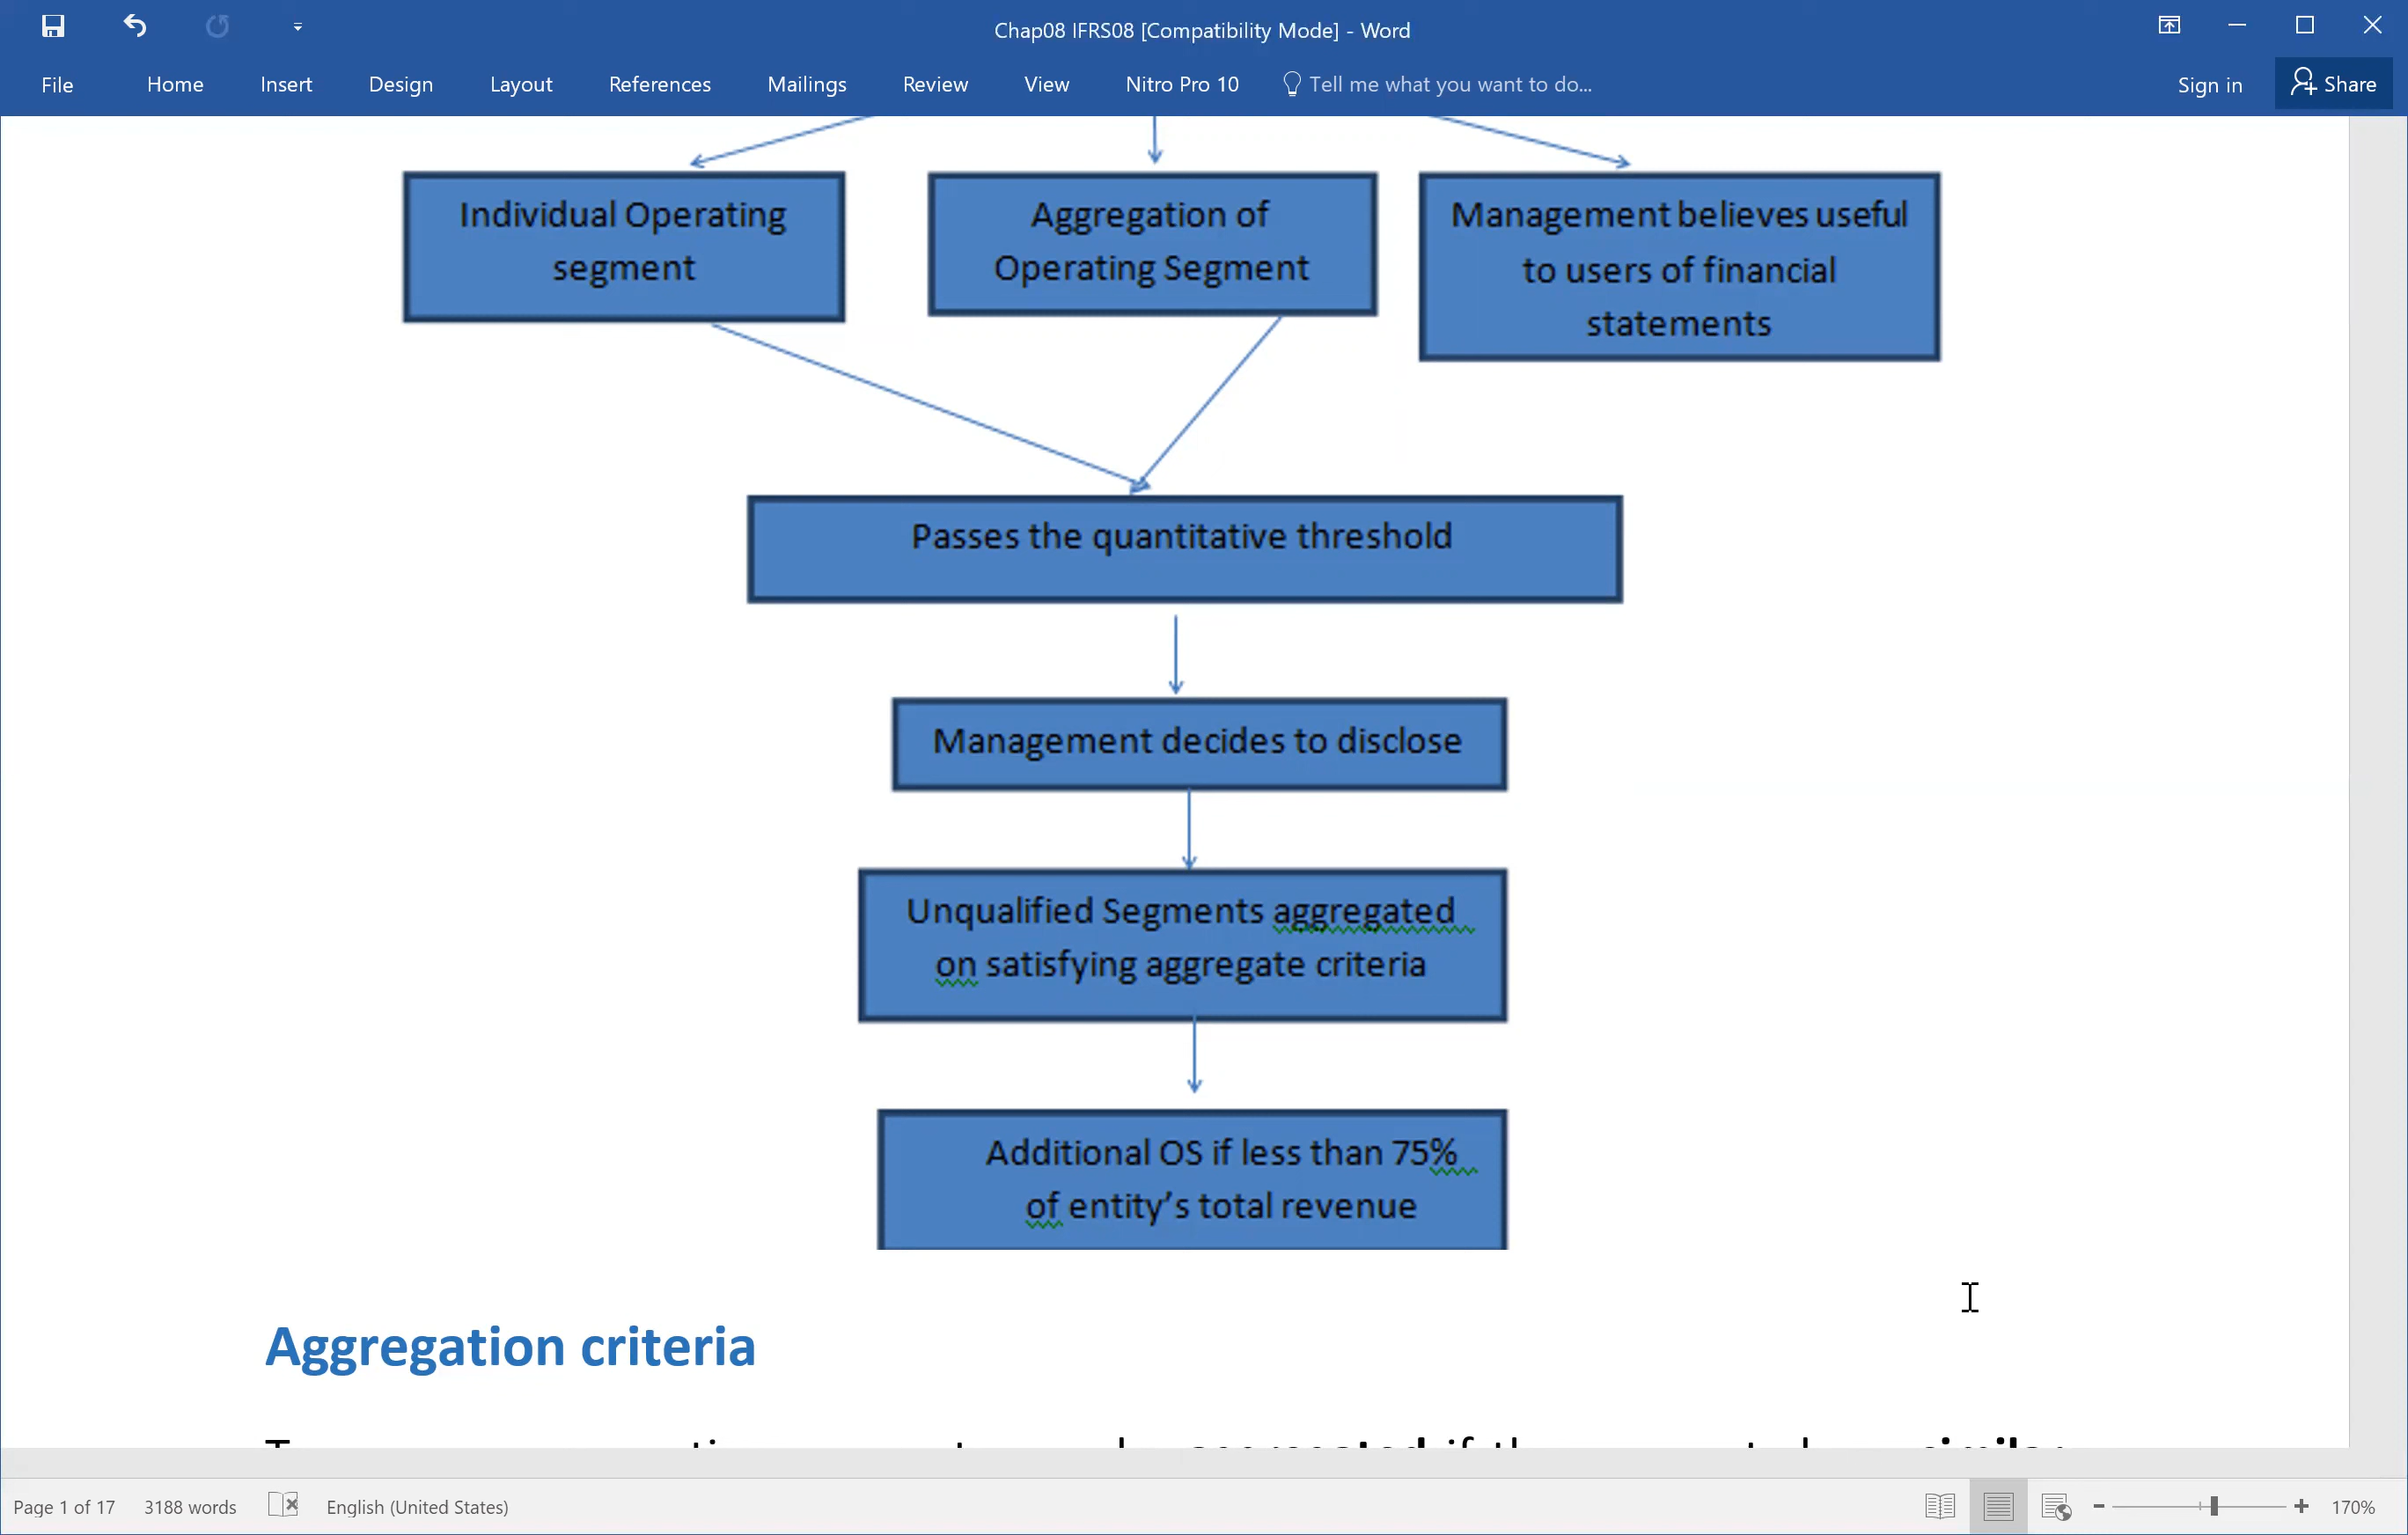 Chap08 IFRS08 [Compatibility Mode] - Word
File Home Insert Design Layout References Mailings Review View Nitro Pro 10 Tell me what you want to do... Sign in Share
Individual Operating
segment
Aggregation of
Operating Segment
Management believes useful
to users of financial
statements
Passes the quantitative threshold
Management decides to disclose
Unqualified Segments aggregated
on satisfying aggregate criteria
Additional OS if less than 75%
of entity’s total revenue
Aggregation criteria
aggregated if similar
Page 1 of 17 3188 words English (United States) 170%